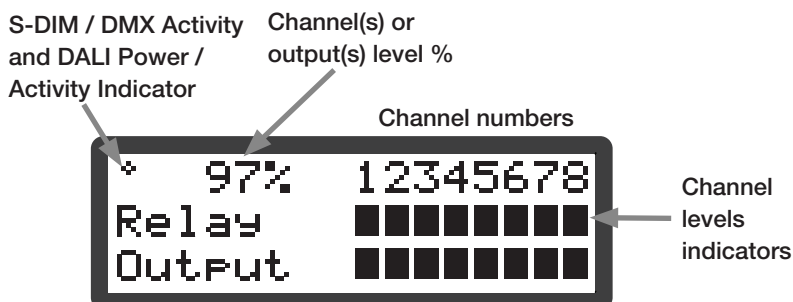 S-DIM / DMX Activity
and DALI Power /
Activity Indicator
Channel(s) or
output(s) level %
Channel numbers
° 97% 12345678
Relay
Output
Channel
levels
indicators